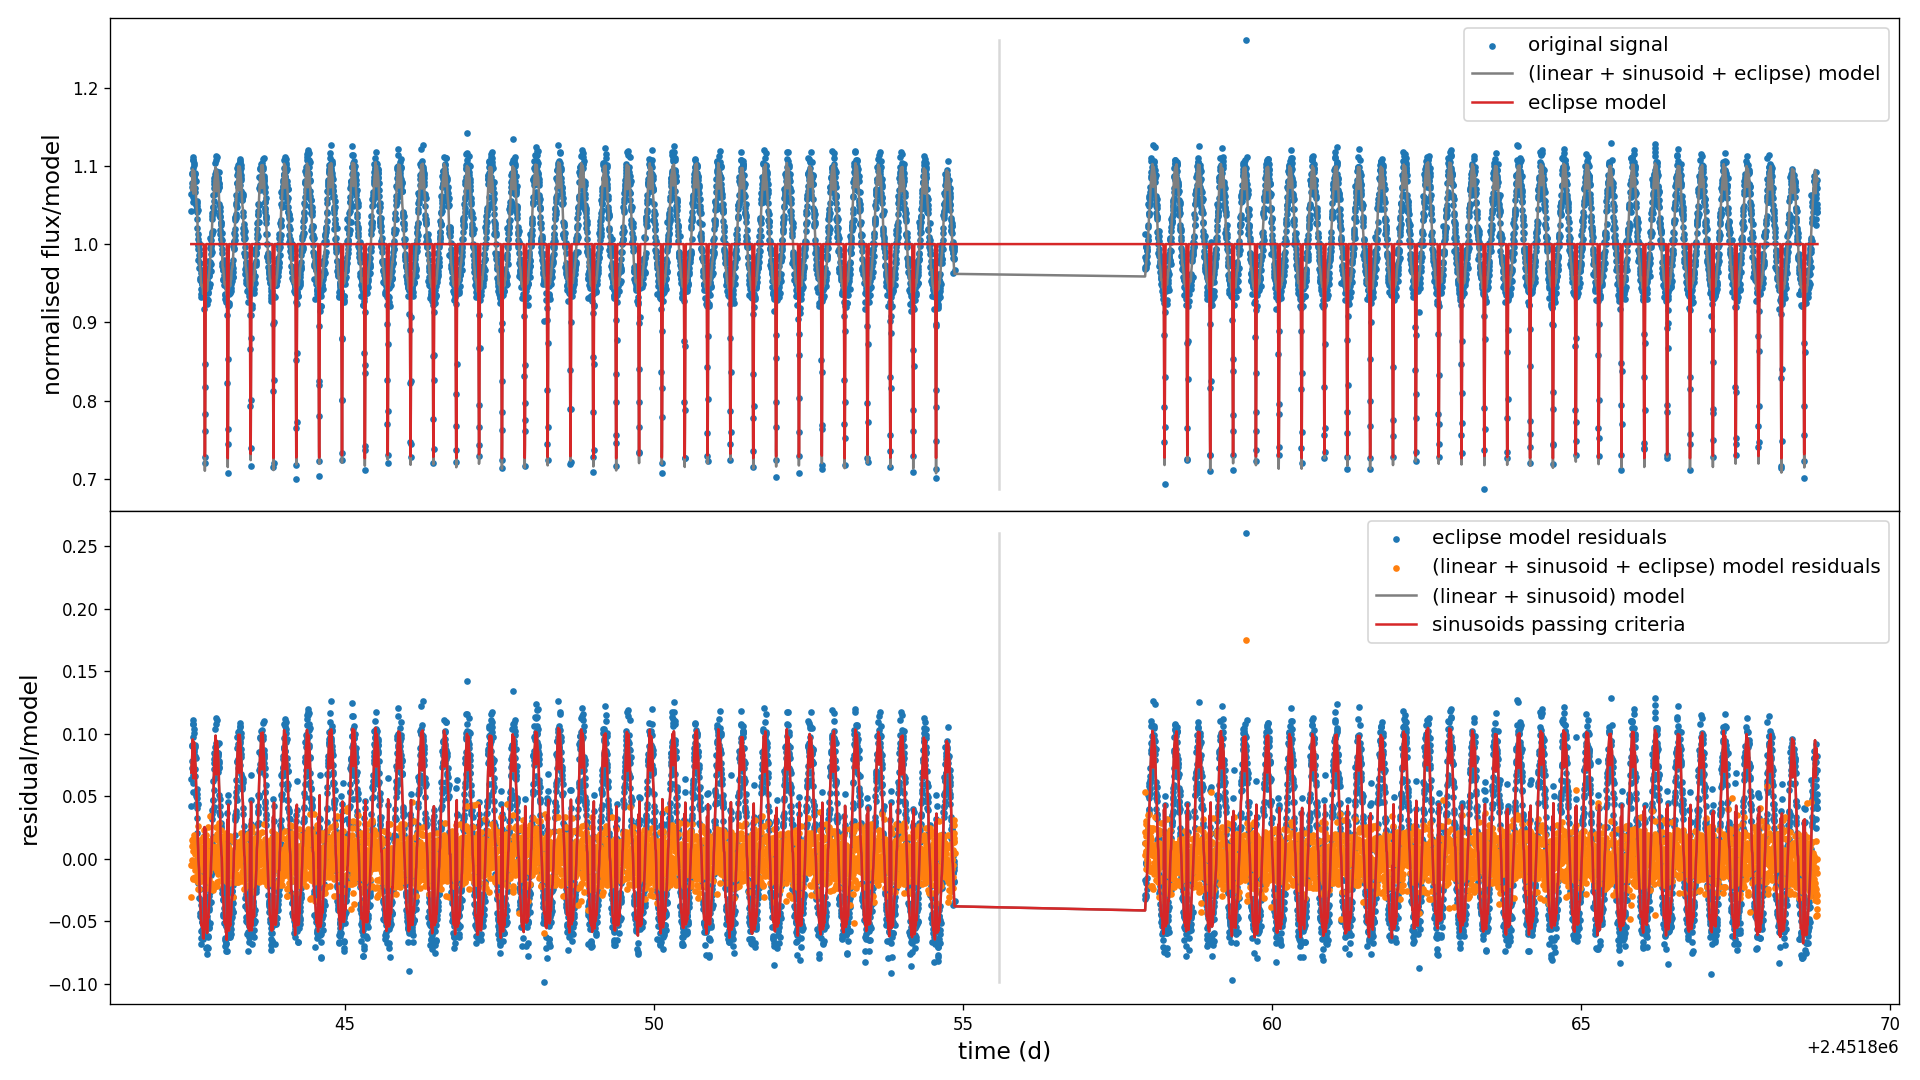 original signal
(linear + sinusoid + eclipse) model
eclipse model
normalised flux/model
1.2
1.1
1.0
0.9
0.8
0.7
eclipse model residuals
(linear + sinusoid + eclipse) model residuals
(linear + sinusoid) model
sinusoids passing criteria
residual/model
0.25
0.20
0.15
0.10
0.05
0.00
−0.05
−0.10
45
50
55
60
65
70
time (d)
+2.4518e6